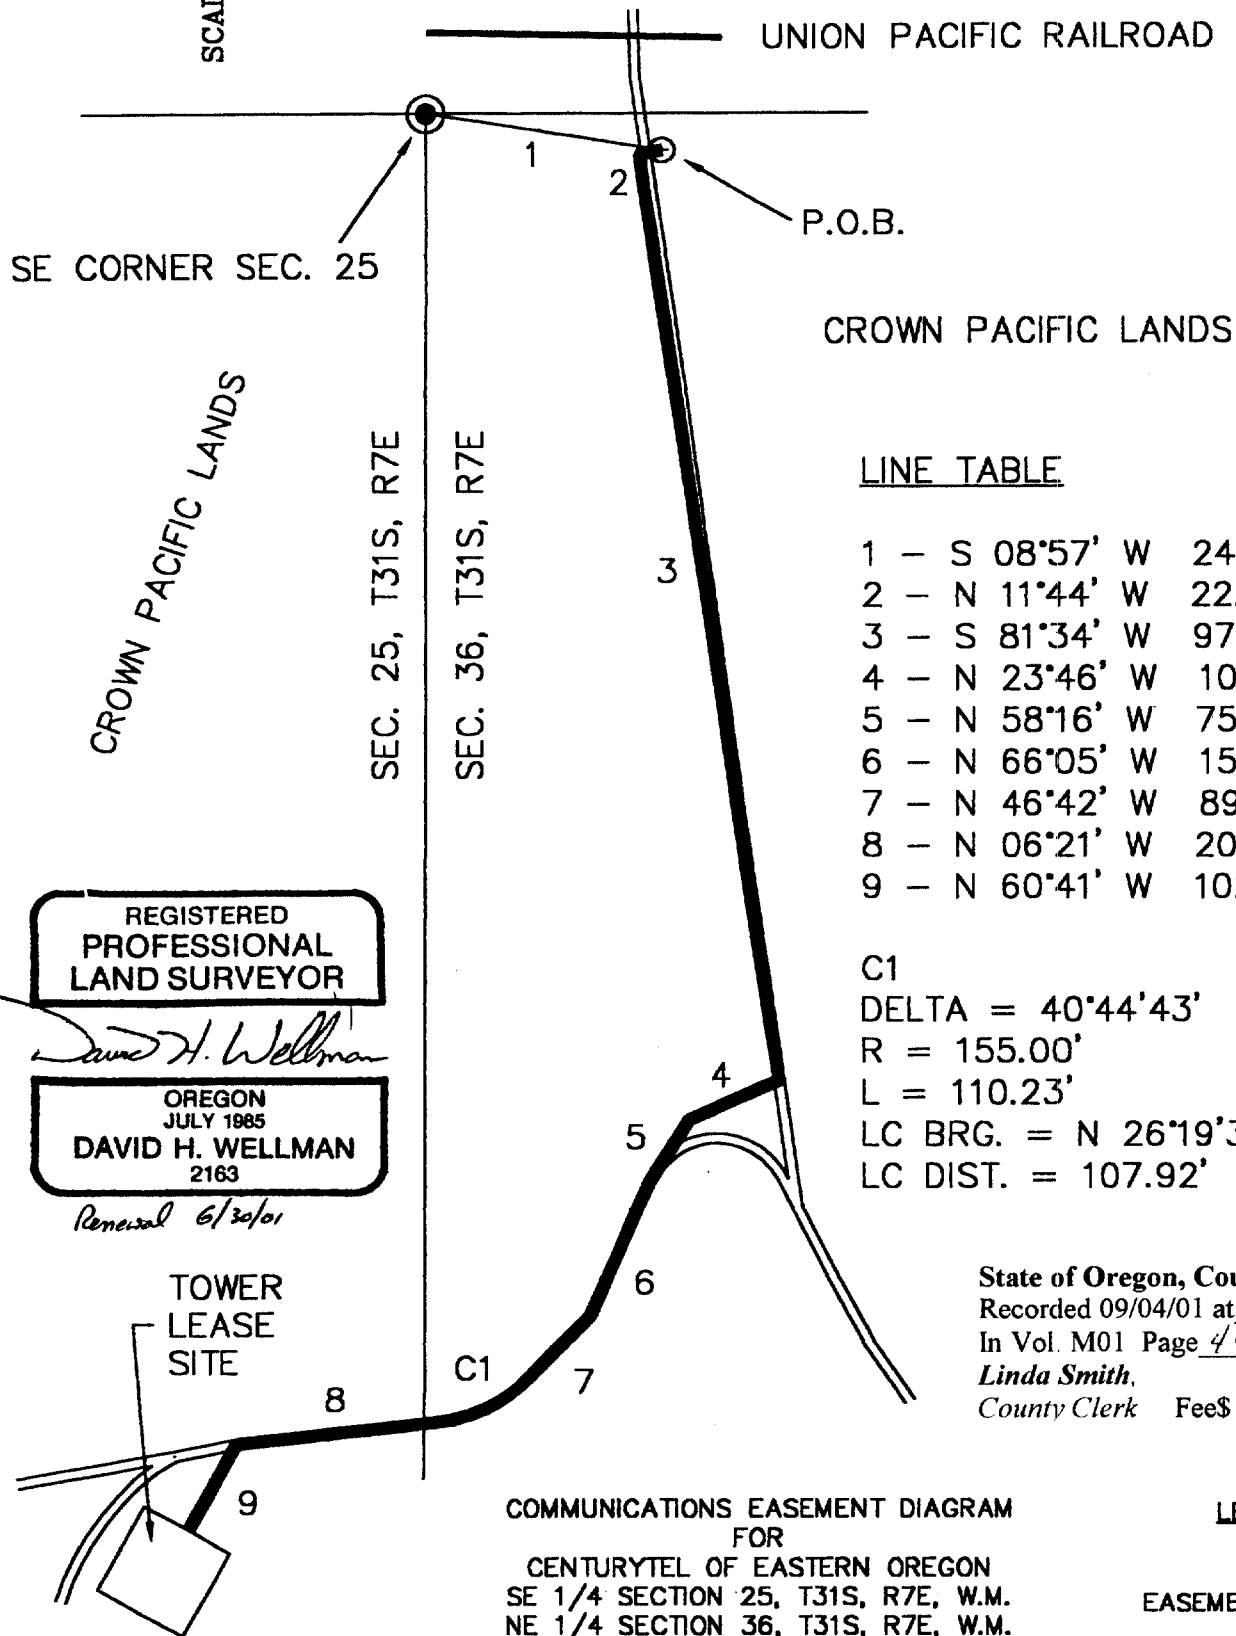 SCAL
UNION PACIFIC RAILROAD
1
2
P.O.B.
SE CORNER SEC. 25
CROWN PACIFIC LANDS
CROWN PACIFIC LANDS
SEC. 25, T31S, R7E
SEC. 36, T31S, R7E
3
LINE TABLE
1 – S 08°57' W 24
2 – N 11°44' W 22.
3 – S 81°34' W 97
4 – N 23°46' W 10
5 – N 58°16' W 75
6 – N 66°05' W 15
7 – N 46°42' W 89
8 – N 06°21' W 20
9 – N 60°41' W 10
C1
DELTA = 40°44'43'
R = 155.00'
L = 110.23'
LC BRG. = N 26°19'3
LC DIST. = 107.92'
REGISTERED
PROFESSIONAL
LAND SURVEYOR
David H. Wellman
OREGON
JULY 1985
DAVID H. WELLMAN
2163
Renewal 6/30/01
4
5
6
7
C1
8
9
TOWER
LEASE
SITE
State of Oregon, Cou
Recorded 09/04/01 at
In Vol. M01 Page 4
Linda Smith,
County Clerk Fee$
COMMUNICATIONS EASEMENT DIAGRAM
FOR
CENTURYTEL OF EASTERN OREGON
SE 1/4 SECTION 25, T31S, R7E, W.M.
NE 1/4 SECTION 36, T31S, R7E, W.M.
LE
EASEME